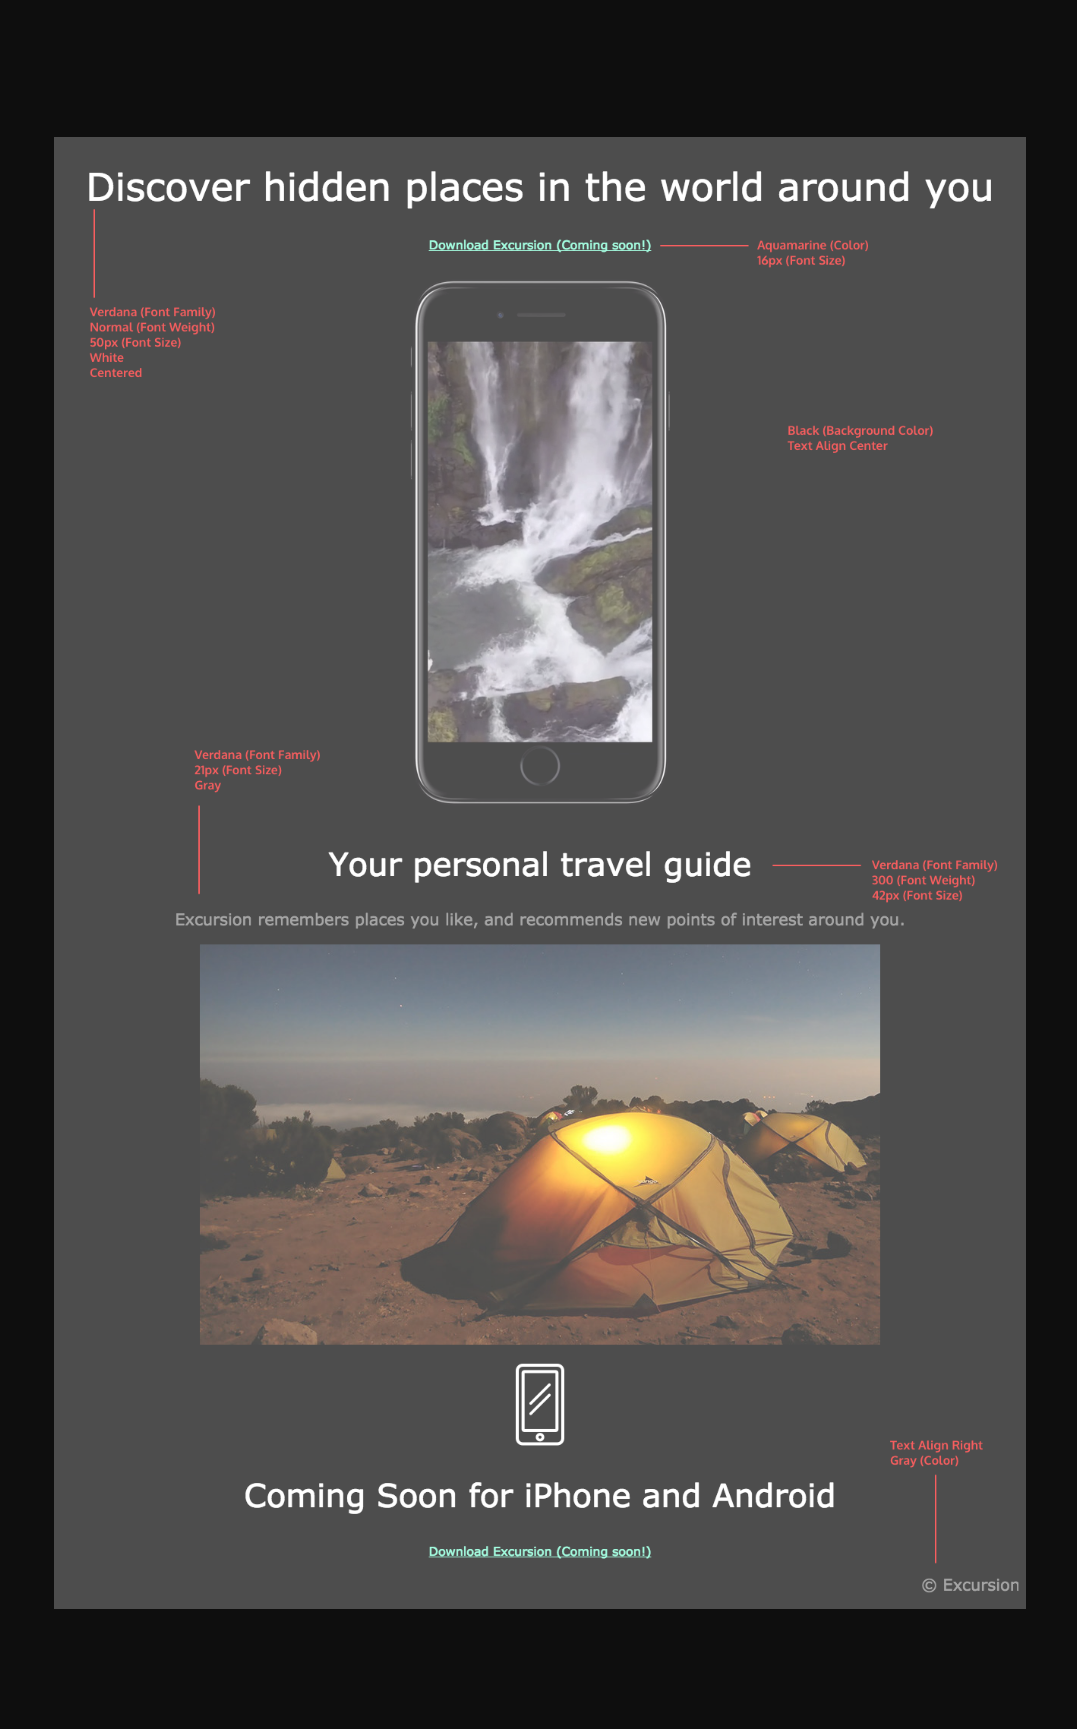 Discover hidden places in the world around you
Download Excursion (Coming soon!)
Aquamarine (Color)
16px (Font Size)
Verdana (Font Family)
Normal (Font Weight)
50px (Font Size)
White
Centered
Black (Background Color)
Text Align Center
Verdana (Font Family)
21px (Font Size)
Gray
Your personal travel guide
Verdana (Font Family)
300 (Font Weight)
42px (Font Size)
Excursion remembers places you like, and recommends new points of interest around you.
Text Align Right
Gray (Color)
Coming Soon for iPhone and Android
Download Excursion (Coming soon!)
© Excursion